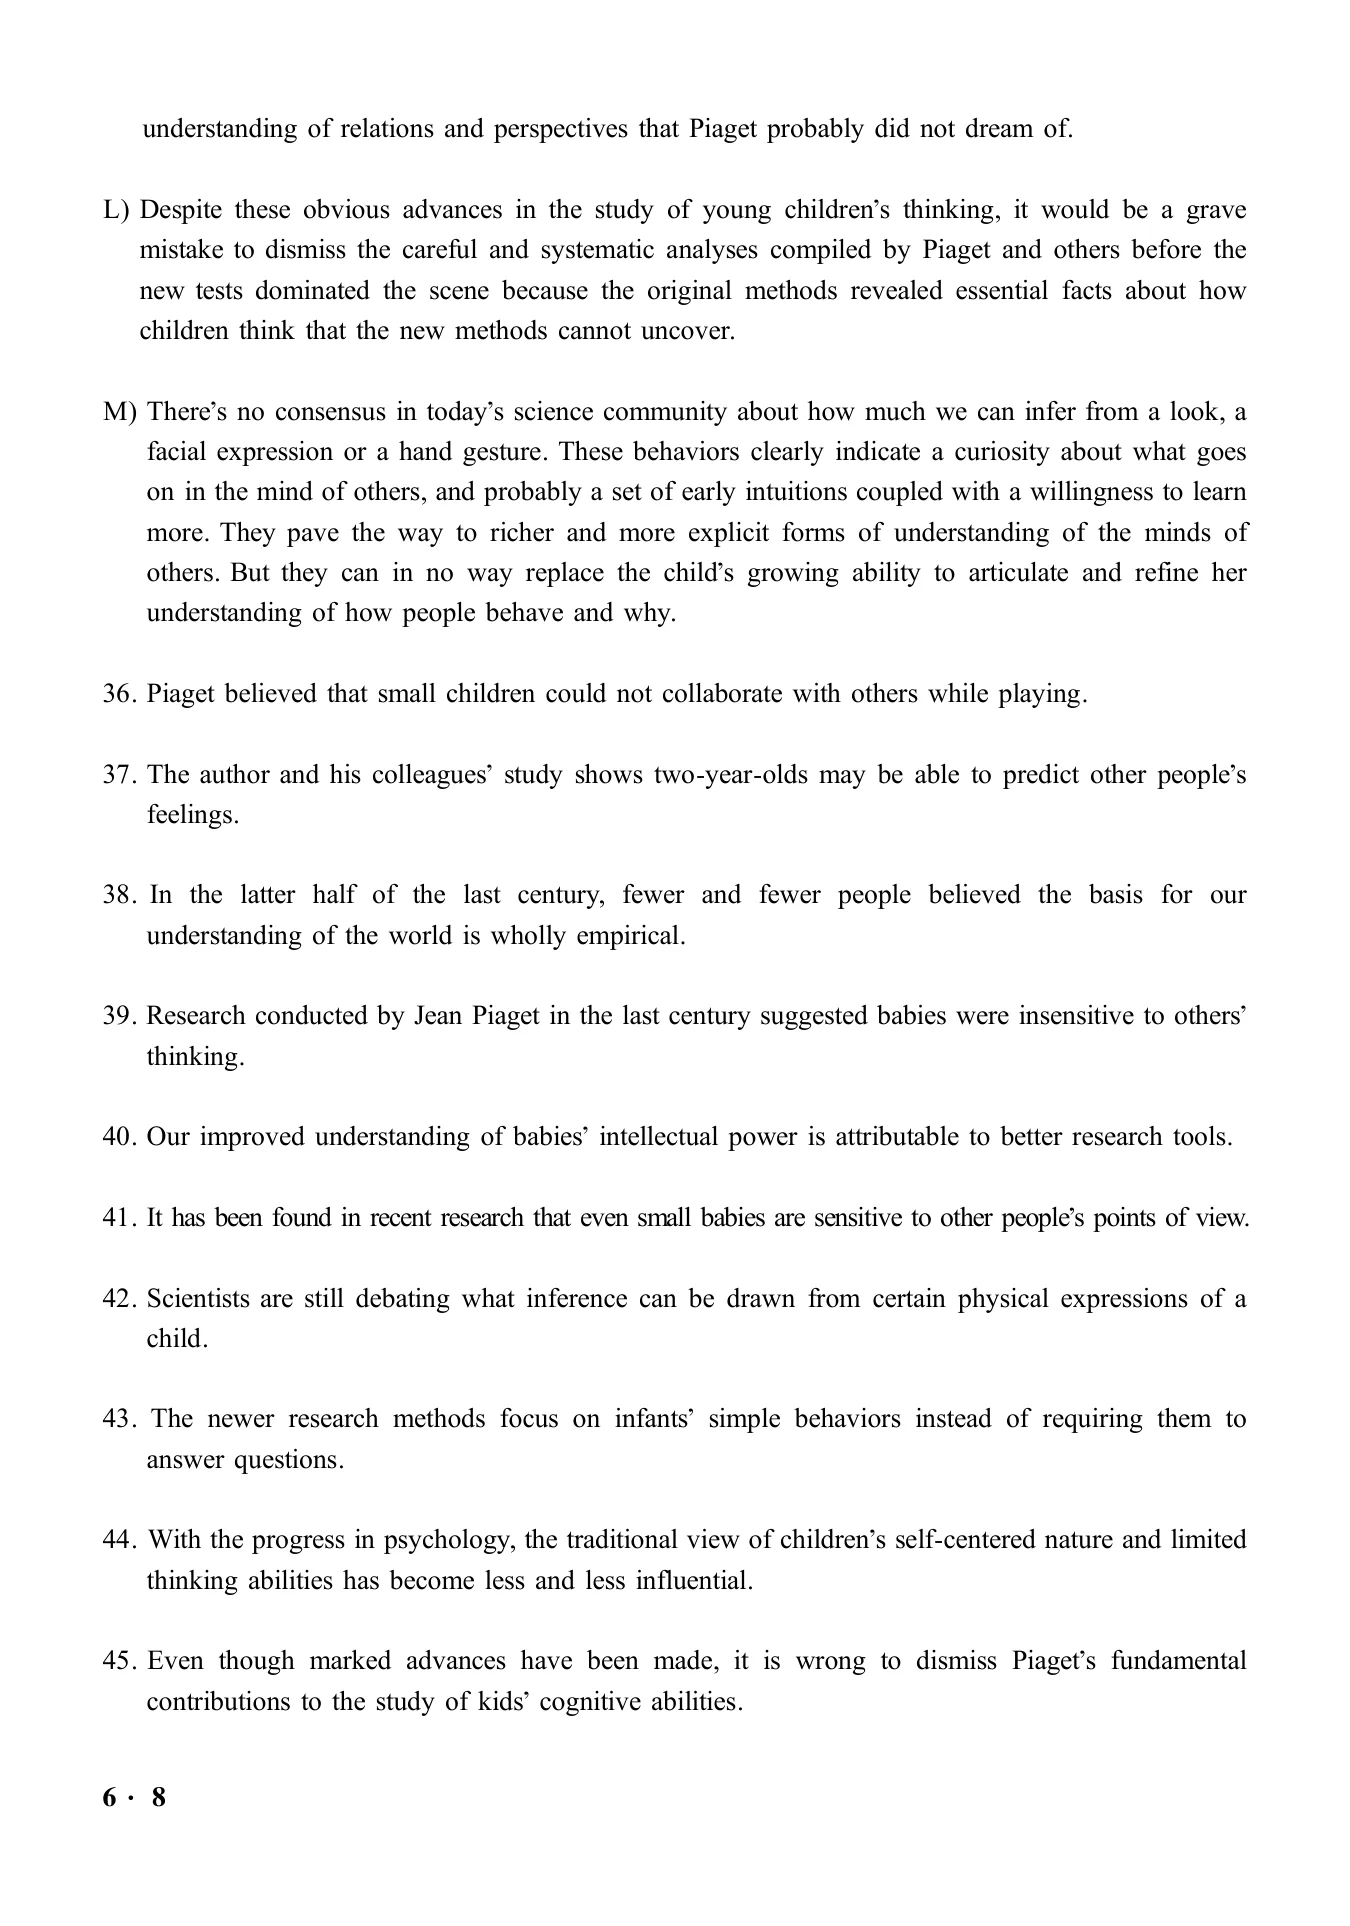 understanding of relations and perspectives that Piaget probably did not dream of.
L) Despite these obvious advances in the study of young children’s thinking, it would be a grave
mistake to dismiss the careful and systematic analyses compiled by Piaget and others before the
new tests dominated the scene because the original methods revealed essential facts about how
children think that the new methods cannot uncover.
M) There’s no consensus in today’s science community about how much we can infer from a look, a
facial expression or a hand gesture. These behaviors clearly indicate a curiosity about what goes
on in the mind of others, and probably a set of early intuitions coupled with a willingness to learn
more. They pave the way to richer and more explicit forms of understanding of the minds of
others. But they can in no way replace the child’s growing ability to articulate and refine her
understanding of how people behave and why.
36. Piaget believed that small children could not collaborate with others while playing.
37. The author and his colleagues’ study shows two-year-olds may be able to predict other people’s
feelings.
38. In the latter half of the last century, fewer and fewer people believed the basis for our
understanding of the world is wholly empirical.
39. Research conducted by Jean Piaget in the last century suggested babies were insensitive to others’
thinking.
40. Our improved understanding of babies’ intellectual power is attributable to better research tools.
41. It has been found in recent research that even small babies are sensitive to other people’s points of view.
42. Scientists are still debating what inference can be drawn from certain physical expressions of a
child.
43. The newer research methods focus on infants’ simple behaviors instead of requiring them to
answer questions.
44. With the progress in psychology, the traditional view of children’s self-centered nature and limited
thinking abilities has become less and less influential.
45. Even though marked advances have been made, it is wrong to dismiss Piaget’s fundamental
contributions to the study of kids’ cognitive abilities.
6 · 8